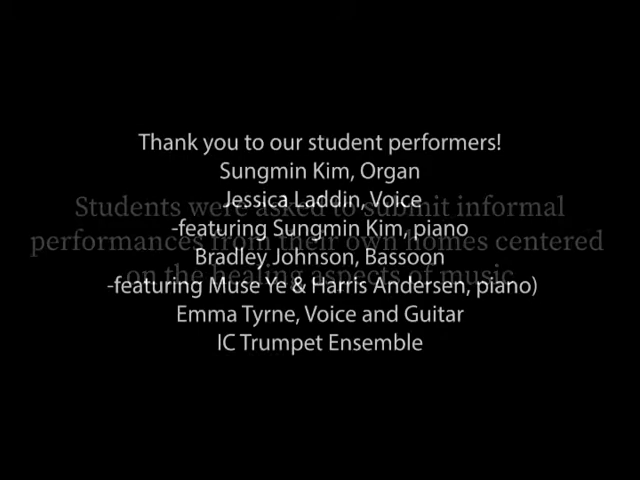 Thank you to our student performers!
Sungmin Kim, Organ
Jessica Laddin, Voice
Students were asked to submit informal
-featuring Sungmin Kim, piano
performances from their own homes centered
Bradley Johnson, Bassoon
on the healing aspects of music
-featuring Muse Ye & Harris Andersen, piano)
Emma Tyrne, Voice and Guitar
IC Trumpet Ensemble